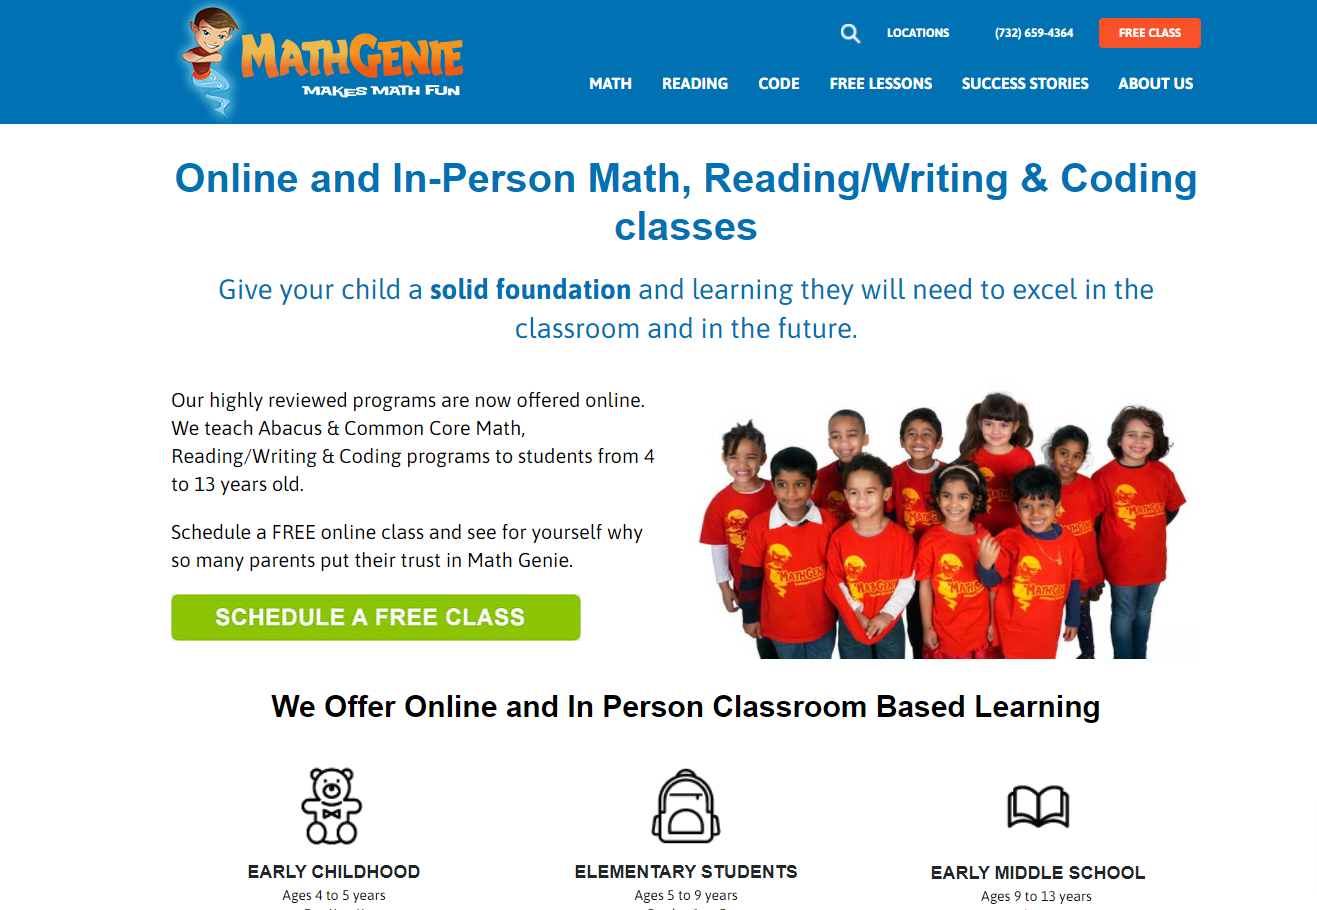 MATHGENIE
MAKES MATH FUN
LOCATIONS
(732) 659-4364
FREE CLASS
MATH
READING
CODE
FREE LESSONS
SUCCESS STORIES
ABOUT US
Online and In-Person Math, Reading/Writing & Coding
classes
Give your child a solid foundation and learning they will need to excel in the
classroom and in the future.
Our highly reviewed programs are now offered online.
We teach Abacus & Common Core Math,
Reading/Writing & Coding programs to students from 4
to 13 years old.
Schedule a FREE online class and see for yourself why
so many parents put their trust in Math Genie.
SCHEDULE A FREE CLASS
MATHGEN
MATHGENIE
We Offer Online and In Person Classroom Based Learning
EARLY CHILDHOOD
Ages 4 to 5 years
ELEMENTARY STUDENTS
Ages 5 to 9 years
EARLY MIDDLE SCHOOL
Ages 9 to 13 years